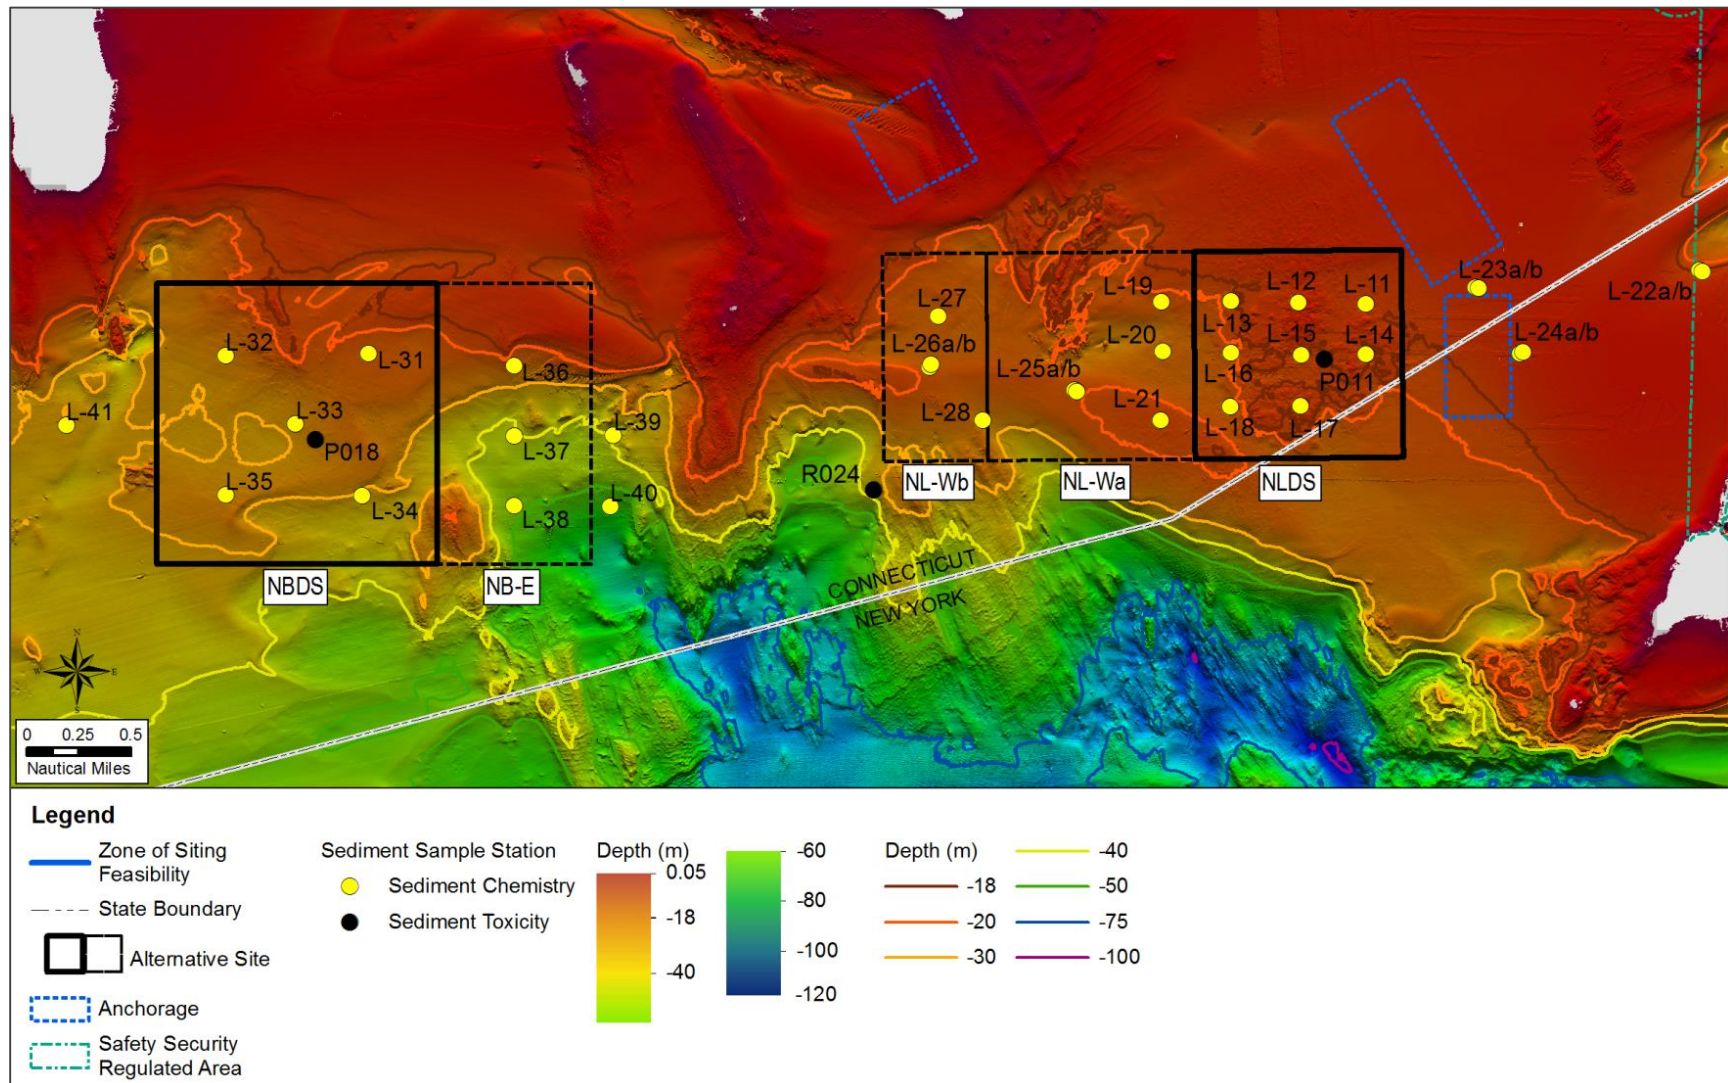 L-23a/b
L-22a/b
L-27
L-19
L-12
L-11
L-13
L-32
L-31
L-26a/b
L-20
L-15
L-14
L-24a/b
L-36
L-25a/b
L-16
P011
L-41
L-33
L-39
L-28
L-21
L-18
L-17
P018
L-37
R024
NL-Wb
NL-Wa
NLDS
L-35
L-34
L-38
L-40
NBDS
NB-E
CONNECTICUT
NEW YORK
N
W
E
S
0 0.25 0.5
Nautical Miles
Legend
Zone of Siting
Feasibility
State Boundary
Alternative Site
Anchorage
Safety Security
Regulated Area
Sediment Sample Station
Sediment Chemistry
Sediment Toxicity
Depth (m)
0.05
-18
-40
-60
-80
-100
-120
Depth (m)
-18
-20
-30
-40
-50
-75
-100